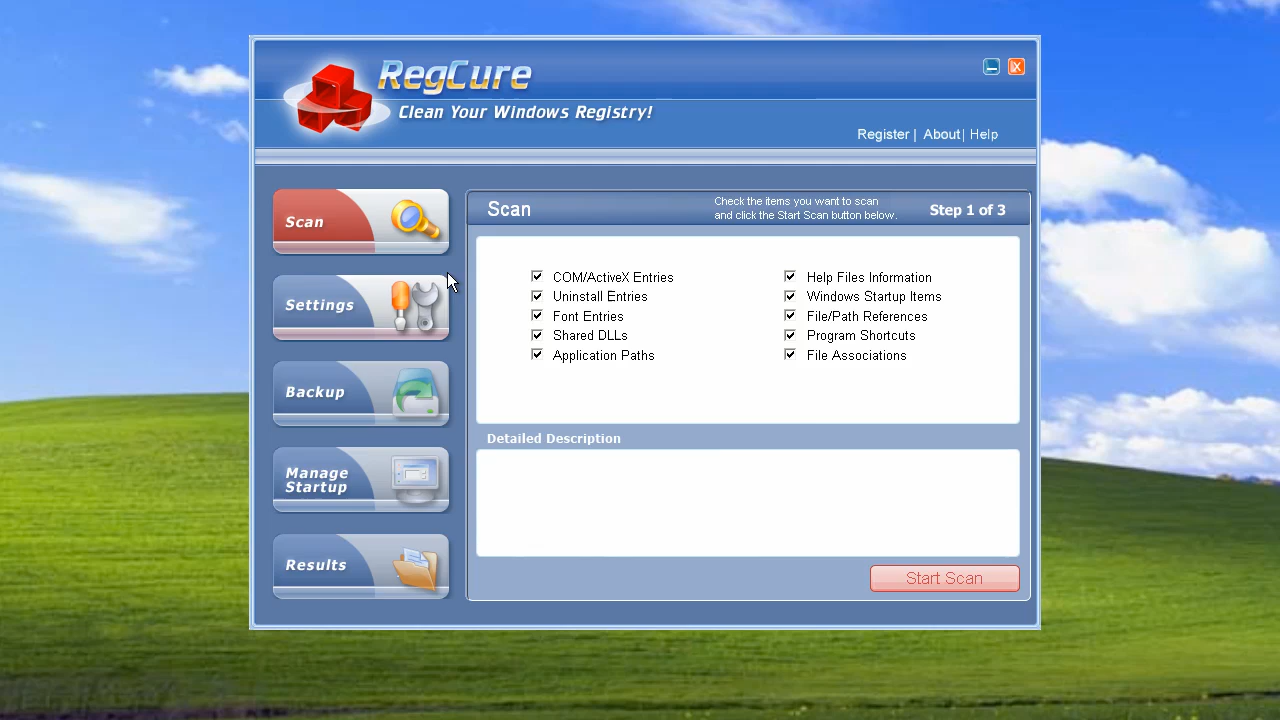 RegCure
Clean Your Windows Registry!
Register | About | Help
Scan
Settings
Backup
Manage
Startup
Results
Scan
Check the items you want to scan
and click the Start Scan button below.
Step 1 of 3
COM/ActiveX Entries
Uninstall Entries
Font Entries
Shared DLLs
Application Paths
Help Files Information
Windows Startup Items
File/Path References
Program Shortcuts
File Associations
Detailed Description
Start Scan